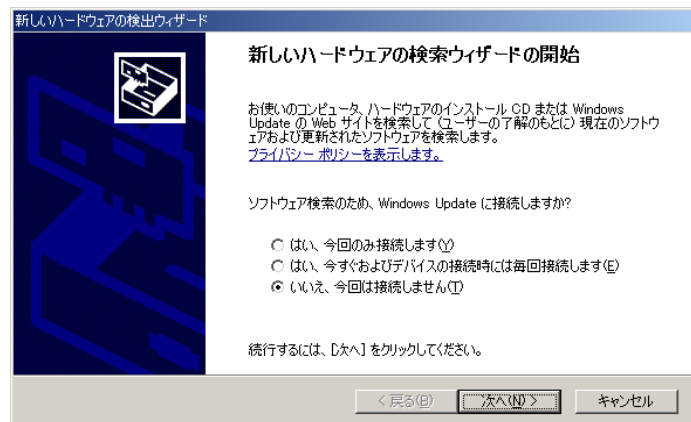 新しいハードウェアの検出ウィザード
新しいハードウェアの検索ウィザードの開始
お使いのコンピュータ、ハードウェアのインストール CD または Windows
Update の Web サイトを検索して (ユーザーの了解のもとに) 現在のソフトウ
ェアおよび更新されたソフトウェアを検索します。
プライバシー ポリシーを表示します。
ソフトウェア検索のため、Windows Update に接続しますか?
はい、今回のみ接続します(Y)
はい、今すぐおよびデバイスの接続時には毎回接続します(E)
いいえ、今回は接続しません(T)
続行するには、[次へ] をクリックしてください。
< 戻る(B)
次へ(N) >
キャンセル